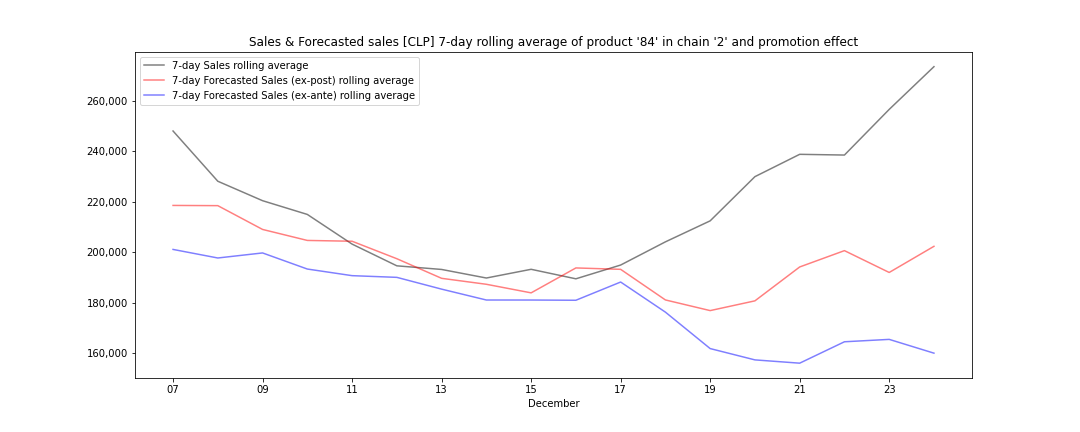 Sales & Forecasted sales [CLP] 7-day rolling average of product '84' in chain '2' and promotion effect
7-day Sales rolling average
7-day Forecasted Sales (ex-post) rolling average
7-day Forecasted Sales (ex-ante) rolling average
260,000
240,000
220,000
200,000
180,000
160,000
07 09 11 13 15 17 19 21 23
December